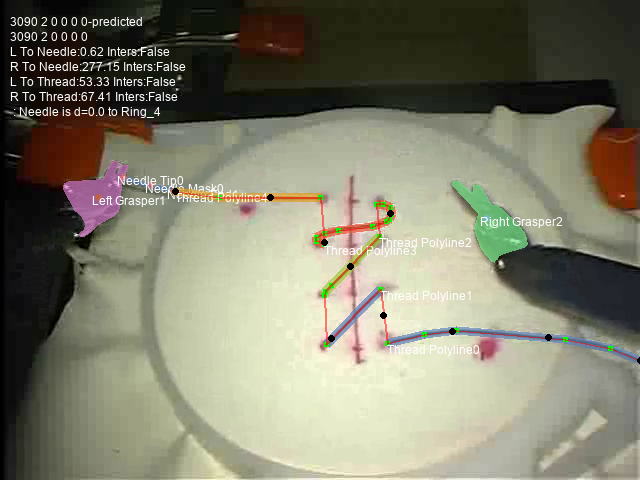 3090 2 0 0 0 0-predicted
3090 2 0 0 0 0
L To Needle:0.62 Inters:False
R To Needle:277.15 Inters:False
L To Thread:53.33 Inters:False
R To Thread:67.41 Inters:False
: Needle is d=0.0 to Ring_4
Needle Tip0
Needle Mask0
Thread Polyline4
Left Grasper1
Right Grasper2
Thread Polyline2
Thread Polyline3
Thread Polyline1
Thread Polyline0